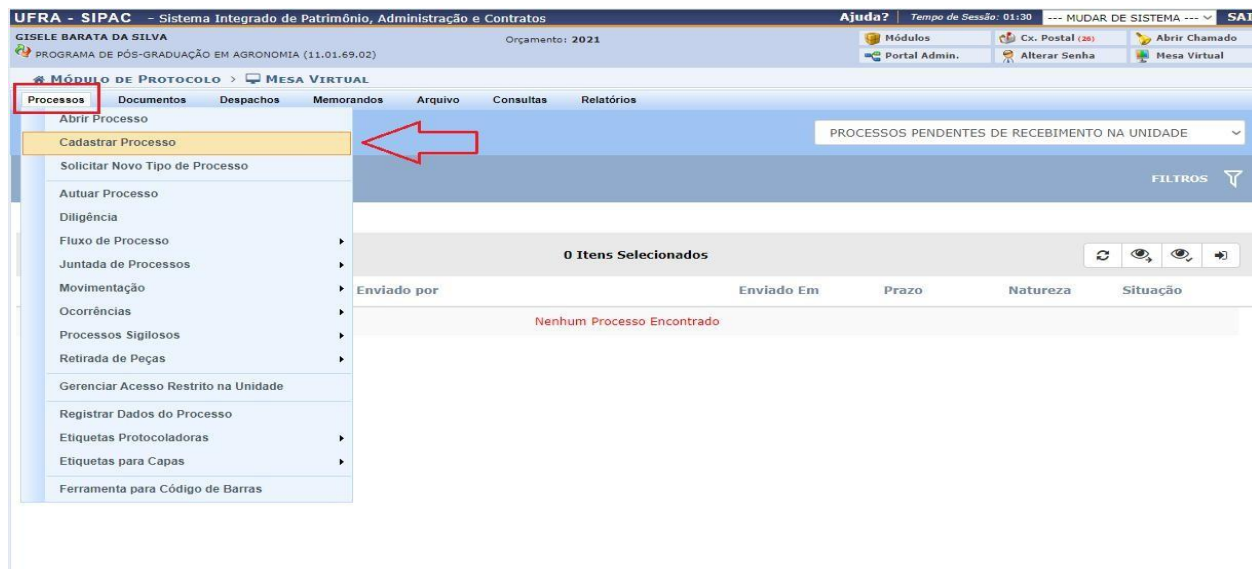 UFRA - SIPAC - Sistema Integrado de Patrimônio, Administração e Contratos Ajuda? Tempo de Sessão: 01:30 --- MUDAR DE SISTEMA --- SAI
GISELE BARATA DA SILVA Orçamento: 2021 Módulos Cx. Postal (26) Abrir Chamado
PROGRAMA DE PÓS-GRADUAÇÃO EM AGRONOMIA (11.01.69.02) Portal Admin. Alterar Senha Mesa Virtual
MÓDULO DE PROTOCOLO > MESA VIRTUAL
Processos Documentos Despachos Memorandos Arquivo Consultas Relatórios
Abrir Processo
PROCESSOS PENDENTES DE RECEBIMENTO NA UNIDADE
Cadastrar Processo
Solicitar Novo Tipo de Processo
FILTROS
Autuar Processo
Diligência
Fluxo de Processo
0 Itens Selecionados
Juntada de Processos
Movimentação
Enviado por Enviado Em Prazo Natureza Situação
Ocorrências
Nenhum Processo Encontrado
Processos Sigilosos
Retirada de Peças
Gerenciar Acesso Restrito na Unidade
Registrar Dados do Processo
Etiquetas Protocoladoras
Etiquetas para Capas
Ferramenta para Código de Barras